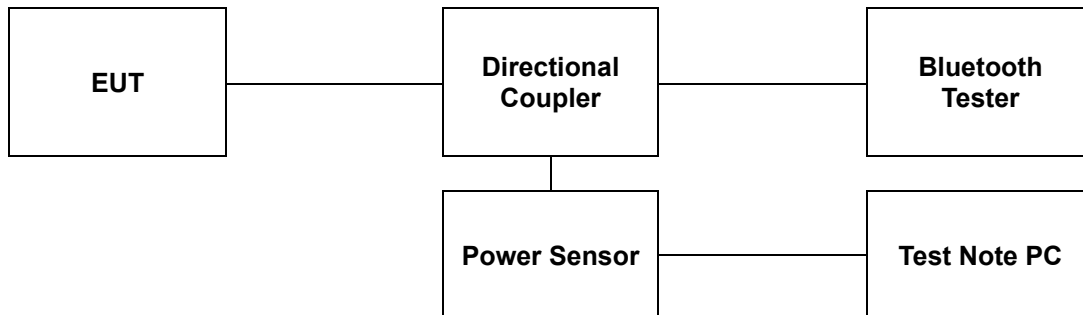 EUT
Directional
Coupler
Bluetooth
Tester
Power Sensor
Test Note PC